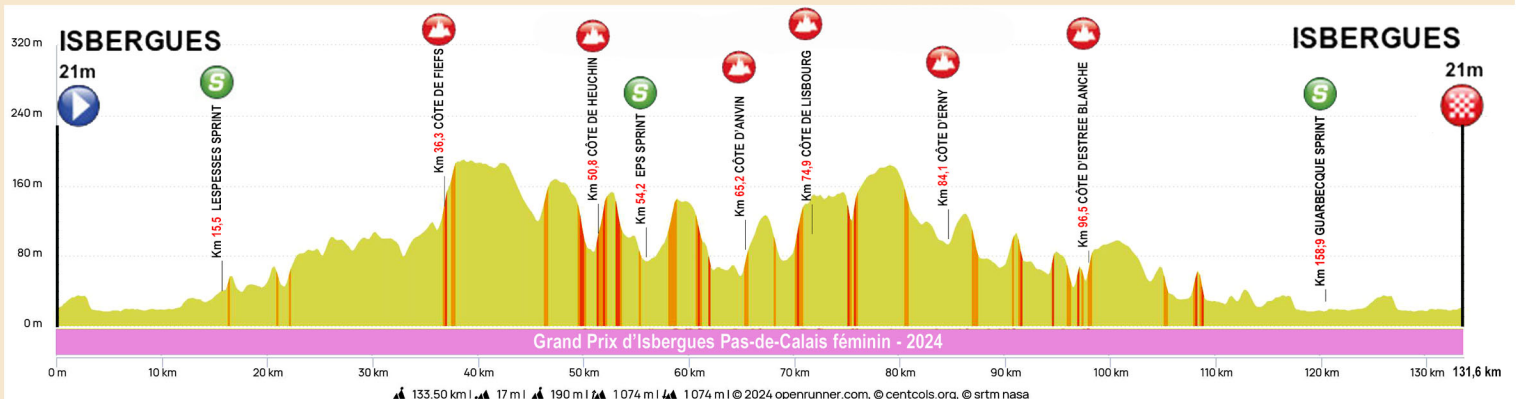 ISBERGUES
21m
ISBERGUES
21m
320 m
240 m
160 m
80 m
0 m
S
Km 15,5 LESPESSES SPRINT
Km 36,3 CÔTE DE FIEFS
Km 50,8 CÔTE DE HEUCHIN
S
Km 54,2 EPS SPRINT
Km 65,2 CÔTE D'ANVIN
Km 74,9 CÔTE DE LISBOURG
Km 84,1 CÔTE D'ERNY
Km 96,5 CÔTE D'ESTREE BLANCHE
S
Km 158;9 GUARBECQUE SPRINT
Grand Prix d'Isbergues Pas-de-Calais féminin - 2024
0 m 10 km 20 km 30 km 40 km 50 km 60 km 70 km 80 km 90 km 100 km 110 km 120 km 130 km 131,6 km
133.50 km | 17 m | 190 m | 1 074 m | 1 074 m | © 2024 openrunner.com, © centcols.org, © srtm nasa